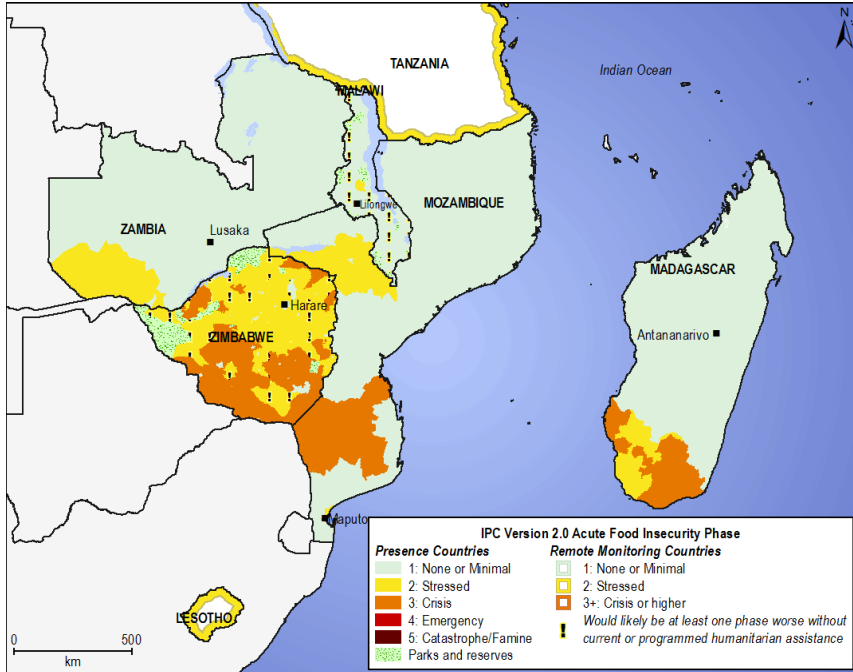 N
TANZANIA
Indian Ocean
MALAWI
Lilongwe
MOZAMBIQUE
ZAMBIA
Lusaka
MADAGASCAR
Harare
ZIMBABWE
Antananarivo
Maputo
LESOTHO
0 500
km
IPC Version 2.0 Acute Food Insecurity Phase
Presence Countries
1: None or Minimal
2: Stressed
3: Crisis
4: Emergency
5: Catastrophe/Famine
Parks and reserves
Remote Monitoring Countries
1: None or Minimal
2: Stressed
3+: Crisis or higher
! Would likely be at least one phase worse without
current or programmed humanitarian assistance